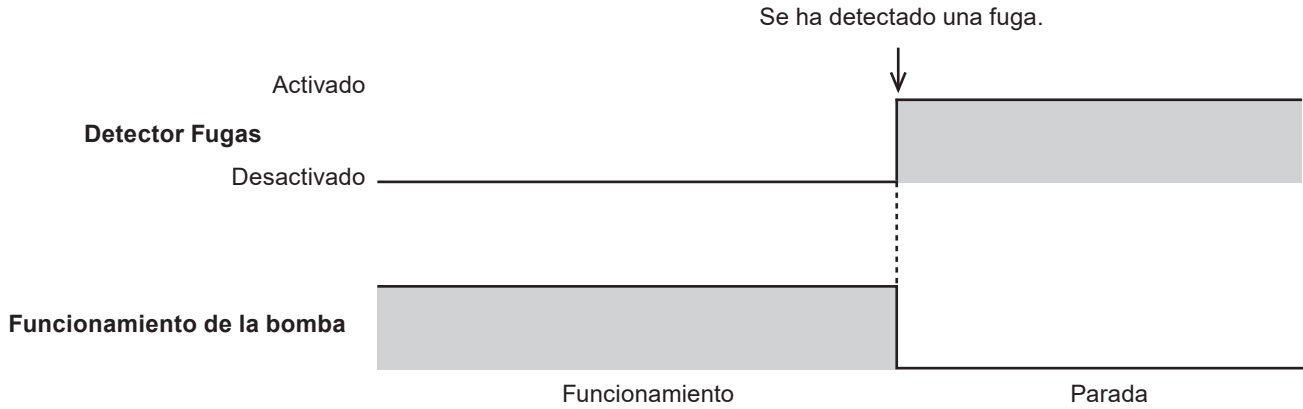 Se ha detectado una fuga.
Activado
Detector Fugas
Desactivado
Funcionamiento de la bomba
Funcionamiento
Parada